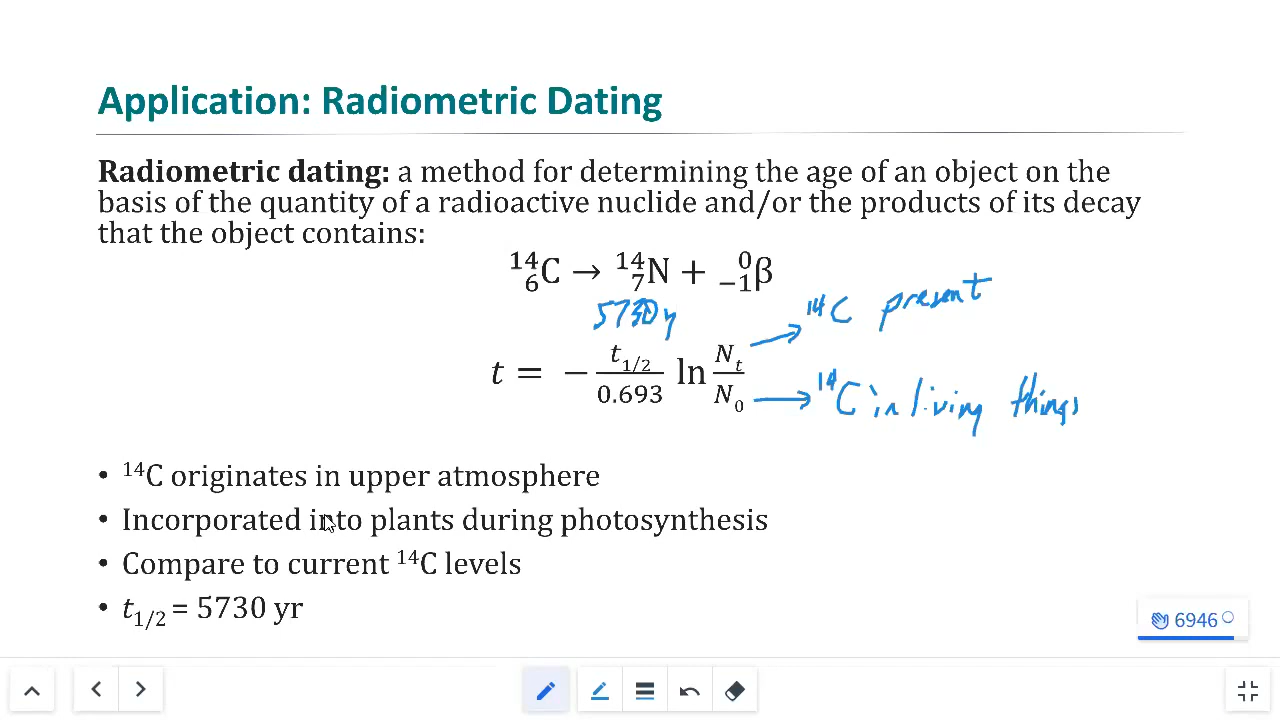 Application: Radiometric Dating
Radiometric dating: a method for determining the age of an object on the
basis of the quantity of a radioactive nuclide and/or the products of its decay
that the object contains:
¹⁴₆C → ¹⁴₇N + ⁰₋₁β
5730 y
¹⁴C present
t = − t₁/₂ / 0.693 ln Nₜ / N₀
¹⁴C in living things
• ¹⁴C originates in upper atmosphere
• Incorporated into plants during photosynthesis
• Compare to current ¹⁴C levels
• t₁/₂ = 5730 yr
6946